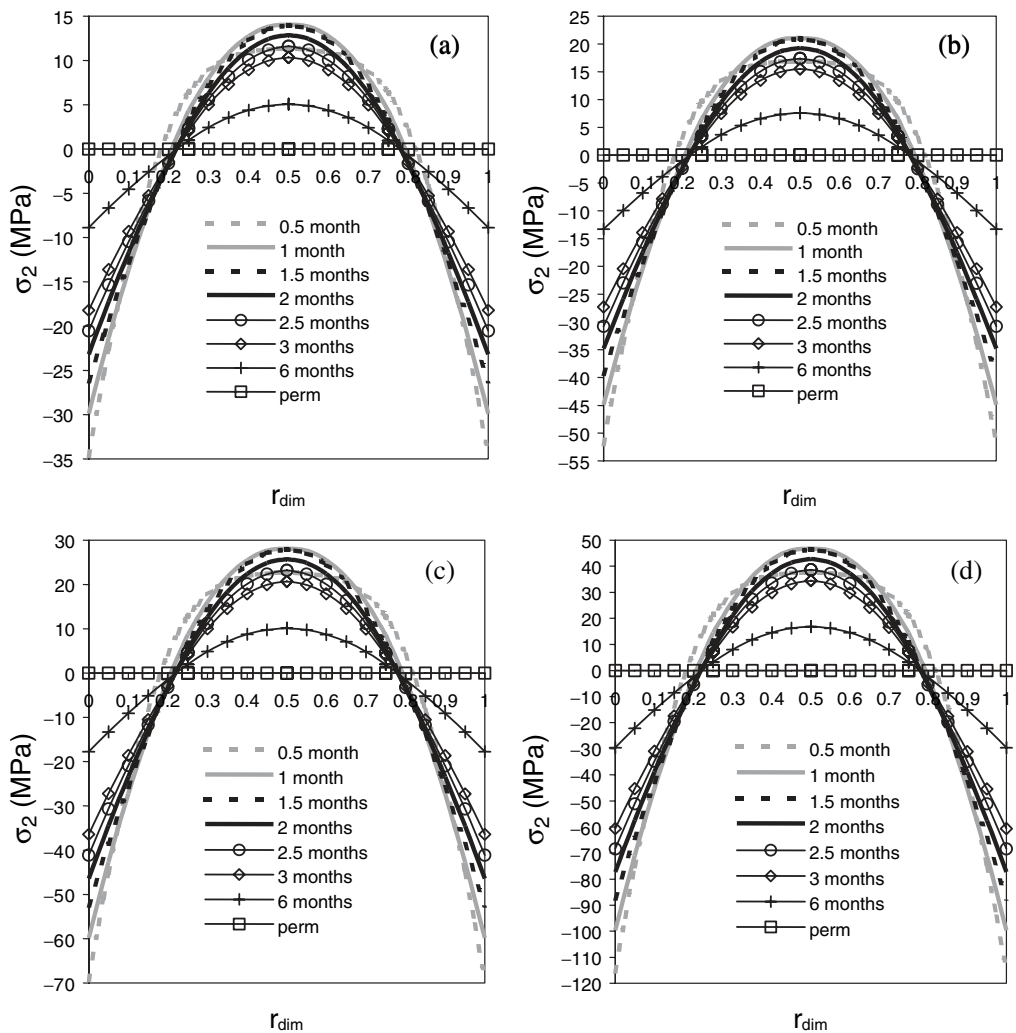 (a)
15
10
5
0
−5
−10
−15
−20
−25
−30
−35
0 0.1 0.2 0.3 0.4 0.5 0.6 0.7 0.8 0.9 1
σ2 (MPa)
0.5 month
1 month
1.5 months
2 months
2.5 months
3 months
6 months
perm
rdim
(b)
25
20
15
10
5
0
−5
−10
−15
−20
−25
−30
−35
−40
−45
−50
−55
0 0.1 0.2 0.3 0.4 0.5 0.6 0.7 0.8 0.9 1
σ2 (MPa)
0.5 month
1 month
1.5 months
2 months
2.5 months
3 months
6 months
perm
rdim
(c)
30
20
10
0
−10
−20
−30
−40
−50
−60
−70
0 0.1 0.2 0.3 0.4 0.5 0.6 0.7 0.8 0.9 1
σ2 (MPa)
0.5 month
1 month
1.5 months
2 months
2.5 months
3 months
6 months
perm
rdim
(d)
50
40
30
20
10
0
−10
−20
−30
−40
−50
−60
−70
−80
−90
−100
−110
−120
0 0.1 0.2 0.3 0.4 0.5 0.6 0.7 0.8 0.9 1
σ2 (MPa)
0.5 month
1 month
1.5 months
2 months
2.5 months
3 months
6 months
perm
rdim